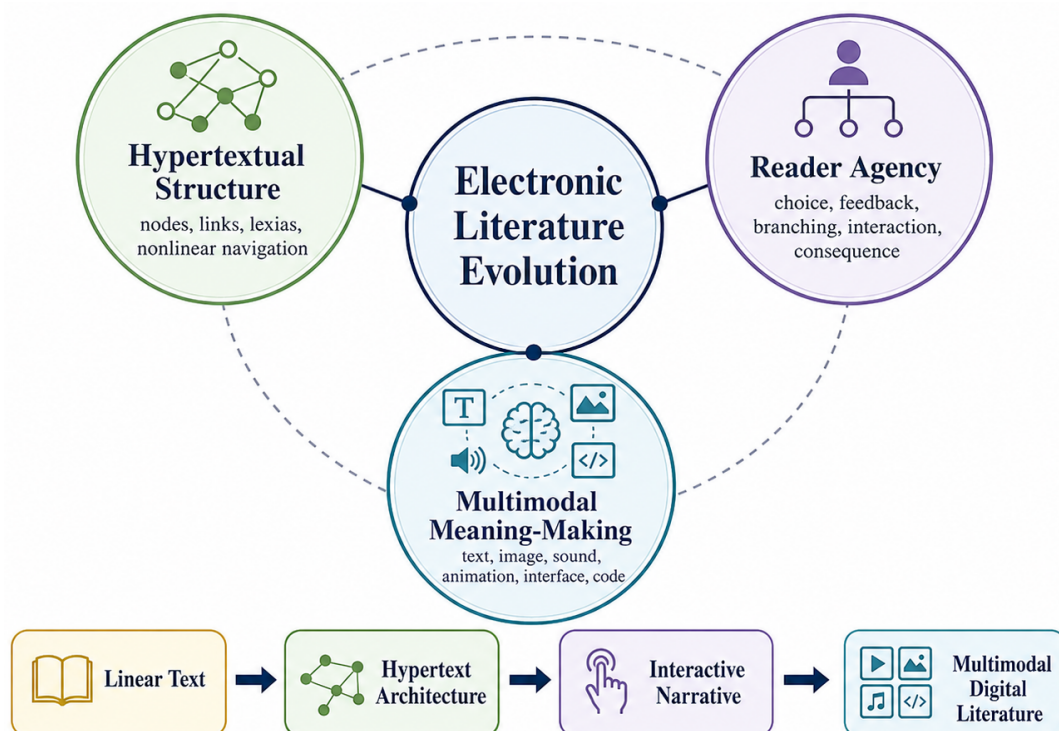 Hypertextual
Structure
nodes, links, lexias,
nonlinear navigation
Electronic
Literature
Evolution
Reader Agency
choice, feedback,
branching, interaction,
consequence
T
</>
Multimodal
Meaning-Making
text, image, sound,
animation, interface, code
Linear Text
Hypertext
Architecture
Interactive
Narrative
</>
Multimodal
Digital
Literature